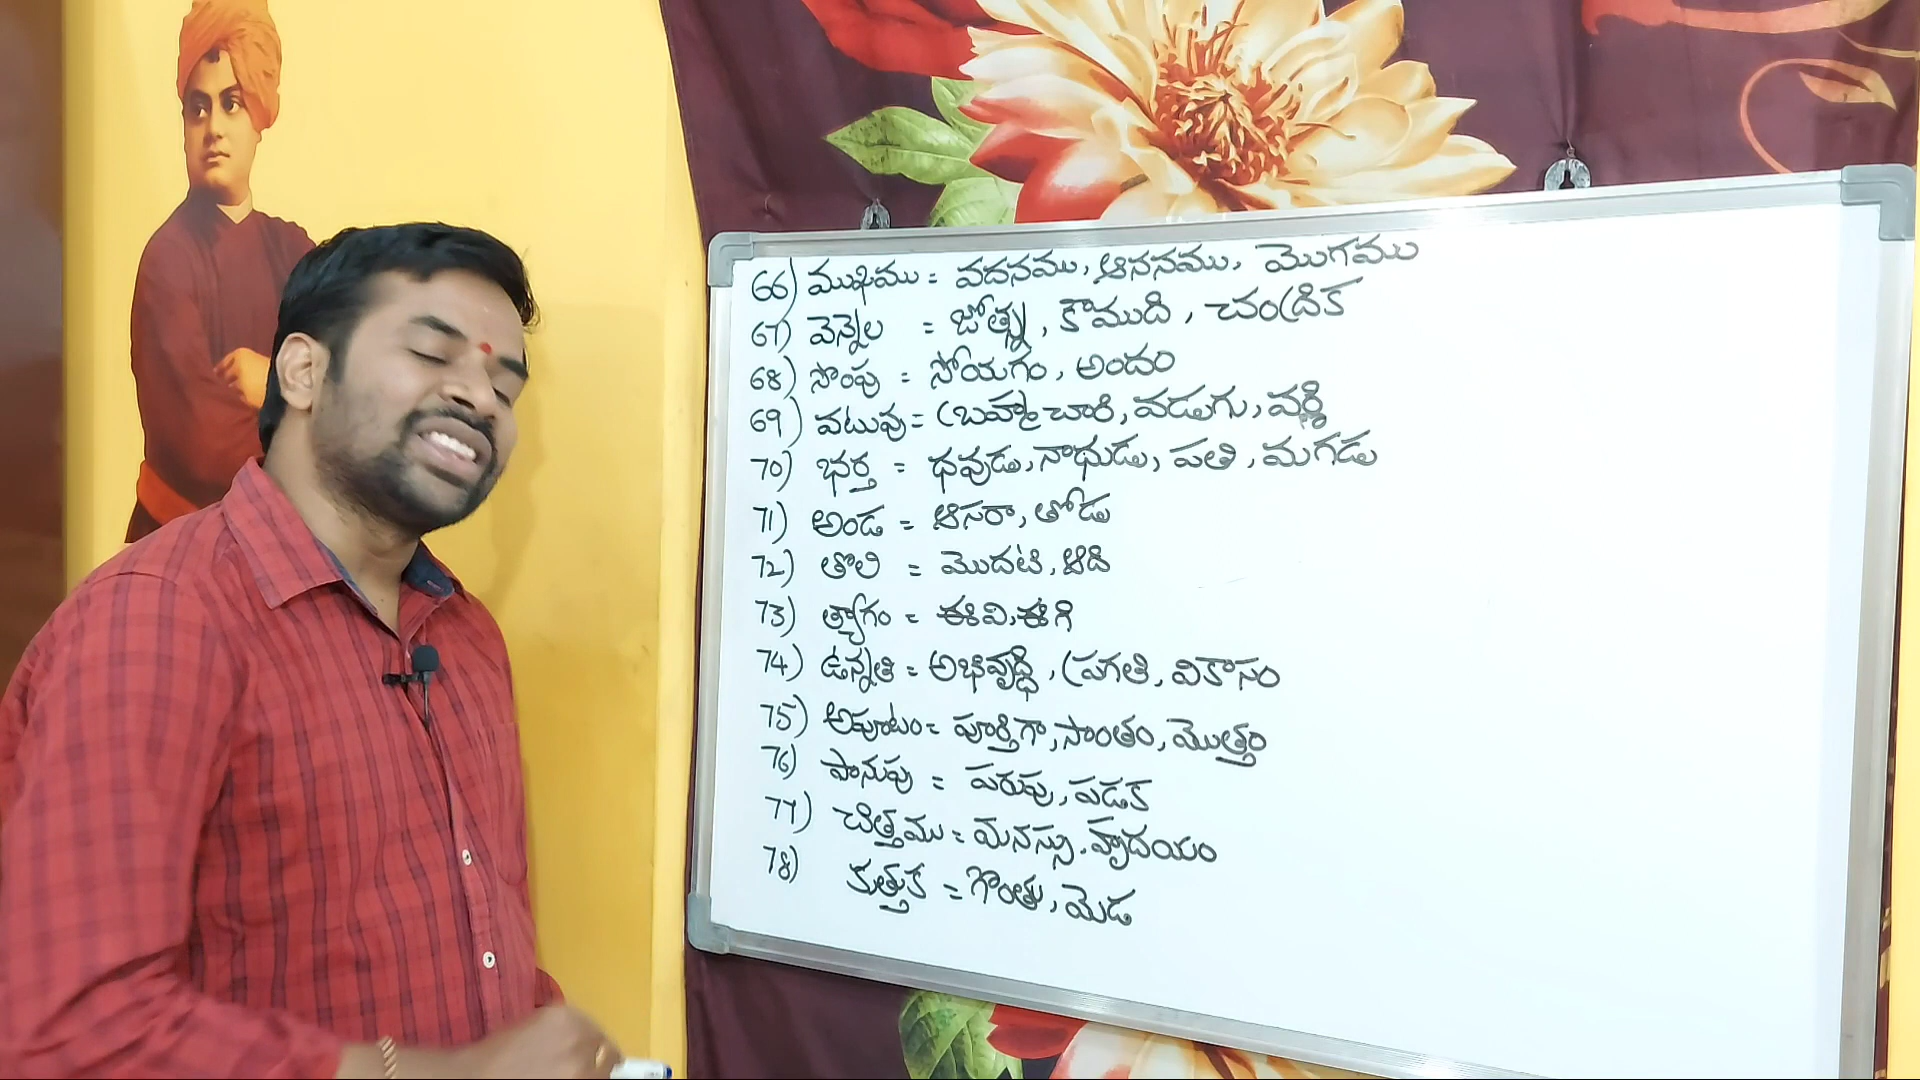 66) ముఖము = వదనము, ఆననము, మొగము
67) వెన్నెల = జ్యోత్స్న, కౌముది, చంద్రిక
68) సొంపు = సోయగం, అందం
69) వటువు = బ్రహ్మచారి, వడుగు, వర్ణి
70) భర్త = ధవుడు, నాథుడు, పతి, మగడు
71) అండ = ఆసరా, తోడు
72) తొలి = మొదటి, ఆది
73) త్యాగం = ఈవి, ఈగి
74) ఉన్నతి = అభివృద్ధి, ప్రగతి, వికాసం
75) ఆపూటం = పూర్తిగా, సాంతం, మొత్తం
76) పానుపు = పరుపు, పడక
77) చిత్తము = మనస్సు, హృదయం
78) కుత్తుక = గొంతు, మెడ